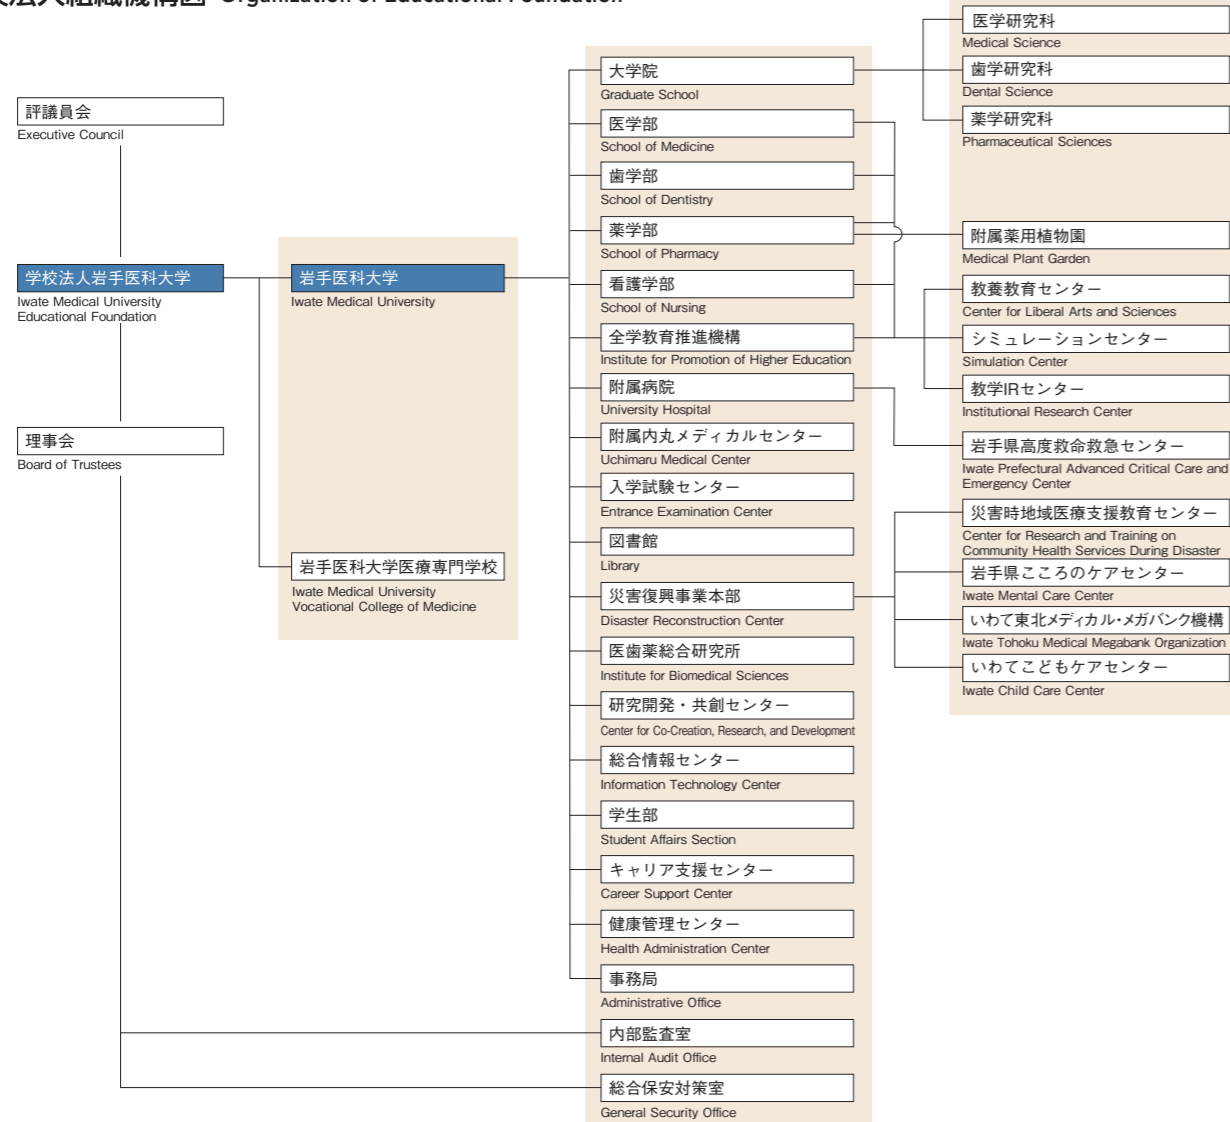 法人組織機構図 Organization of Educational Foundation
評議員会
Executive Council
学校法人岩手医科大学
Iwate Medical University
Educational Foundation
理事会
Board of Trustees
岩手医科大学
Iwate Medical University
岩手医科大学医療専門学校
Iwate Medical University
Vocational College of Medicine
大学院
Graduate School
医学部
School of Medicine
歯学部
School of Dentistry
薬学部
School of Pharmacy
看護学部
School of Nursing
全学教育推進機構
Institute for Promotion of Higher Education
附属病院
University Hospital
附属内丸メディカルセンター
Uchimaru Medical Center
入学試験センター
Entrance Examination Center
図書館
Library
災害復興事業本部
Disaster Reconstruction Center
医歯薬総合研究所
Institute for Biomedical Sciences
研究開発・共創センター
Center for Co-Creation, Research, and Development
総合情報センター
Information Technology Center
学生部
Student Affairs Section
キャリア支援センター
Career Support Center
健康管理センター
Health Administration Center
事務局
Administrative Office
内部監査室
Internal Audit Office
総合保安対策室
General Security Office
医学研究科
Medical Science
歯学研究科
Dental Science
薬学研究科
Pharmaceutical Sciences
附属薬用植物園
Medical Plant Garden
教養教育センター
Center for Liberal Arts and Sciences
シミュレーションセンター
Simulation Center
教学IRセンター
Institutional Research Center
岩手県高度救命救急センター
Iwate Prefectural Advanced Critical Care and
Emergency Center
災害時地域医療支援教育センター
Center for Research and Training on
Community Health Services During Disaster
岩手県こころのケアセンター
Iwate Mental Care Center
いわて東北メディカル・メガバンク機構
Iwate Tohoku Medical Megabank Organization
いわてこどもケアセンター
Iwate Child Care Center